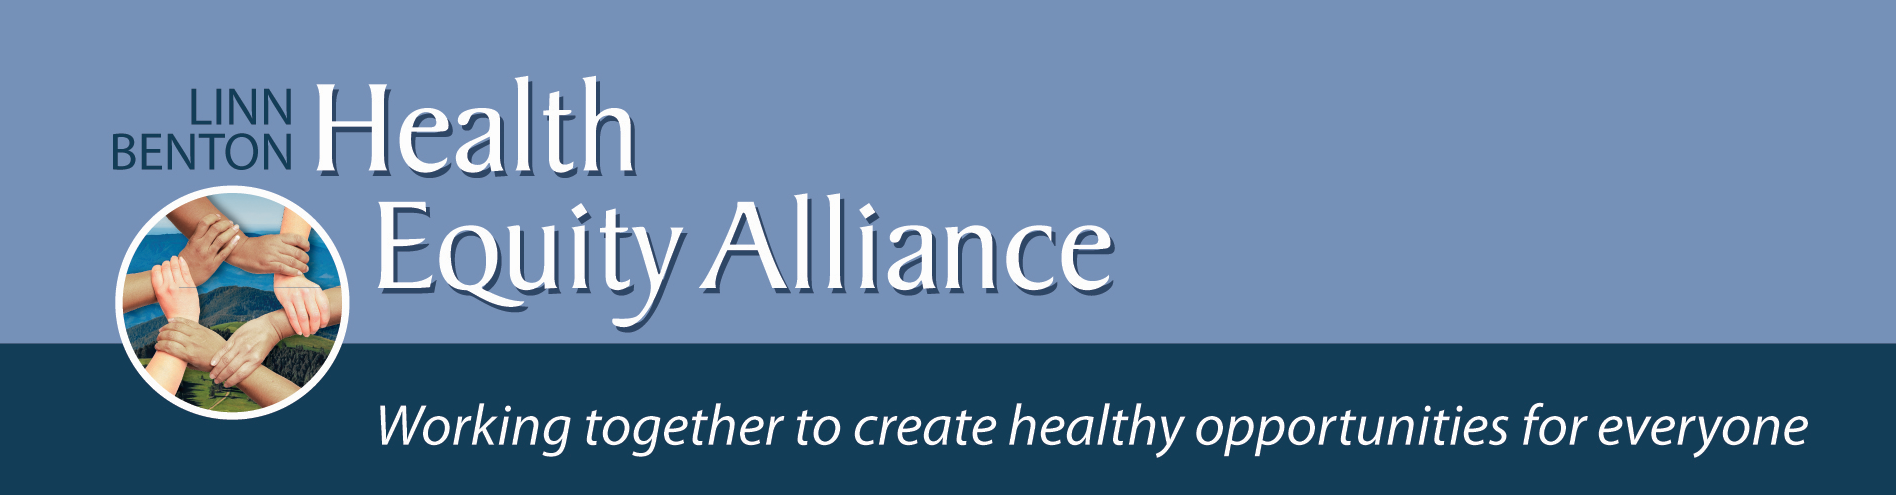 LINN
BENTON
Health
Equity Alliance
Working together to create healthy opportunities for everyone